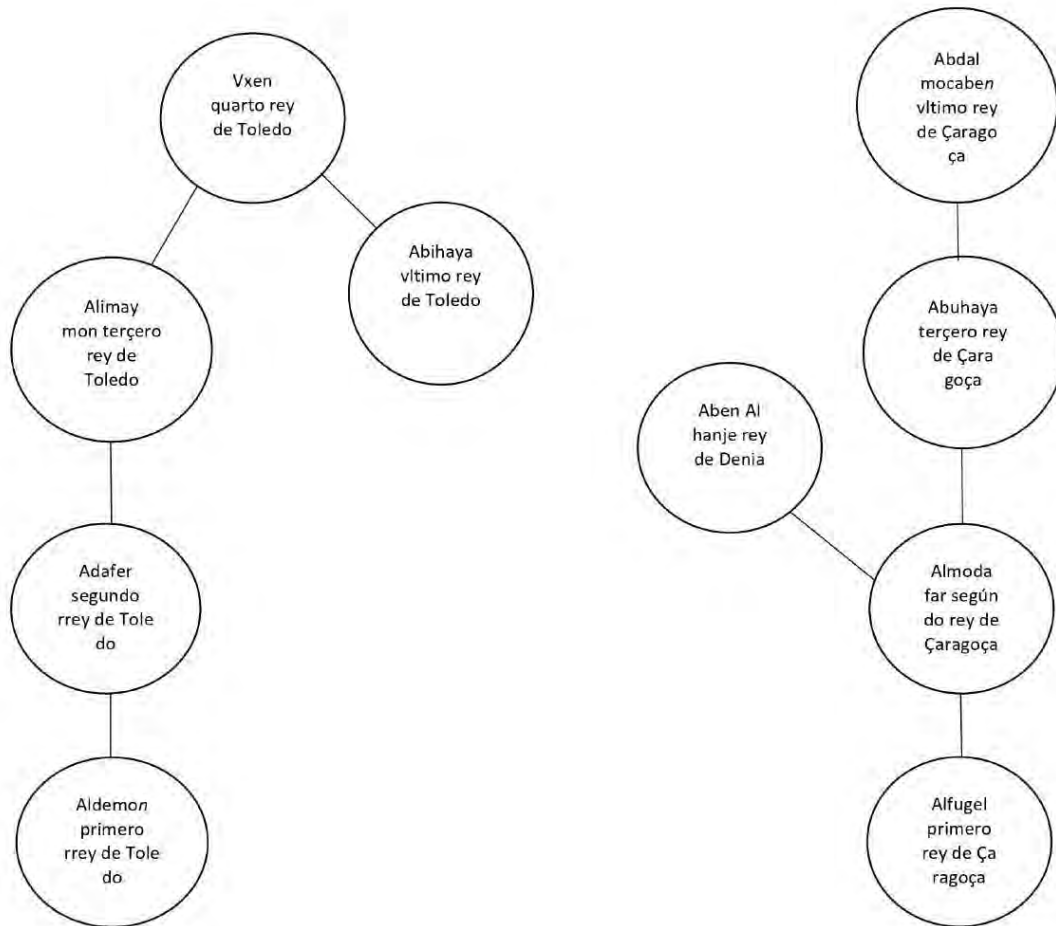 Vxen
quarto rey
de Toledo
Abihaya
vltimo rey
de Toledo
Alimay
mon terçero
rey de
Toledo
Adafer
segundo
rrey de Tole
do
Aldemon
primero
rrey de Tole
do
Abdal
mocaben
vltimo rey
de Çarago
ça
Abuhaya
terçero rey
de Çara
goça
Aben Al
hanje rey
de Denia
Almoda
far según
do rey de
Çaragoça
Alfugel
primero
rey de Ça
ragoça